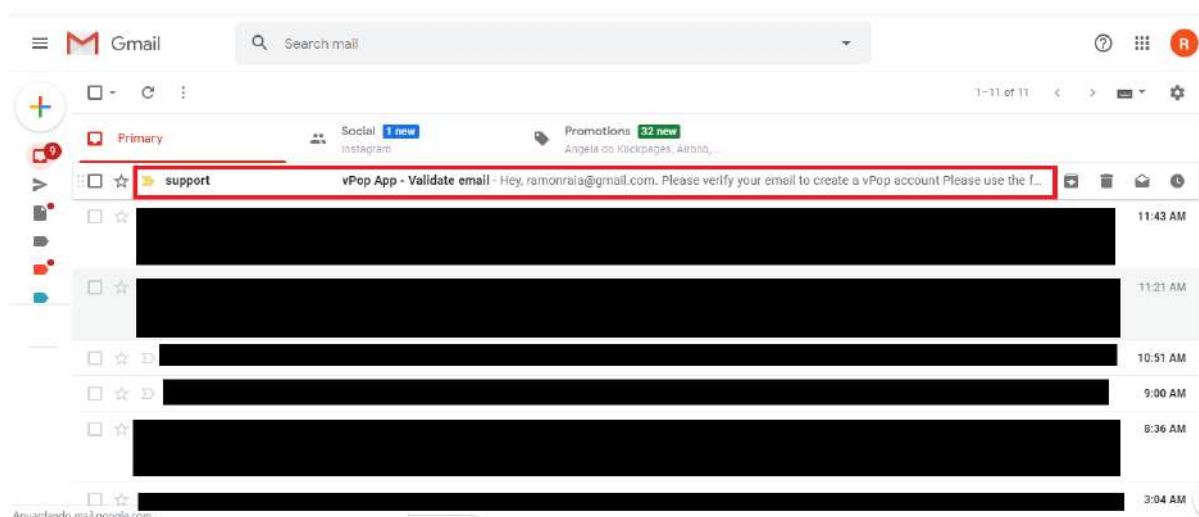 Gmail
Search mail
R
1–11 of 11
Primary
Social 1 new
Instagram
Promotions 32 new
Angela do Klickpages, Airbnb, ...
9
support vPop App - Validate email - Hey, ramonraia@gmail.com. Please verify your email to create a vPop account Please use the f...
11:43 AM
11:21 AM
10:51 AM
9:00 AM
8:36 AM
3:04 AM
Aguardando mail.google.com